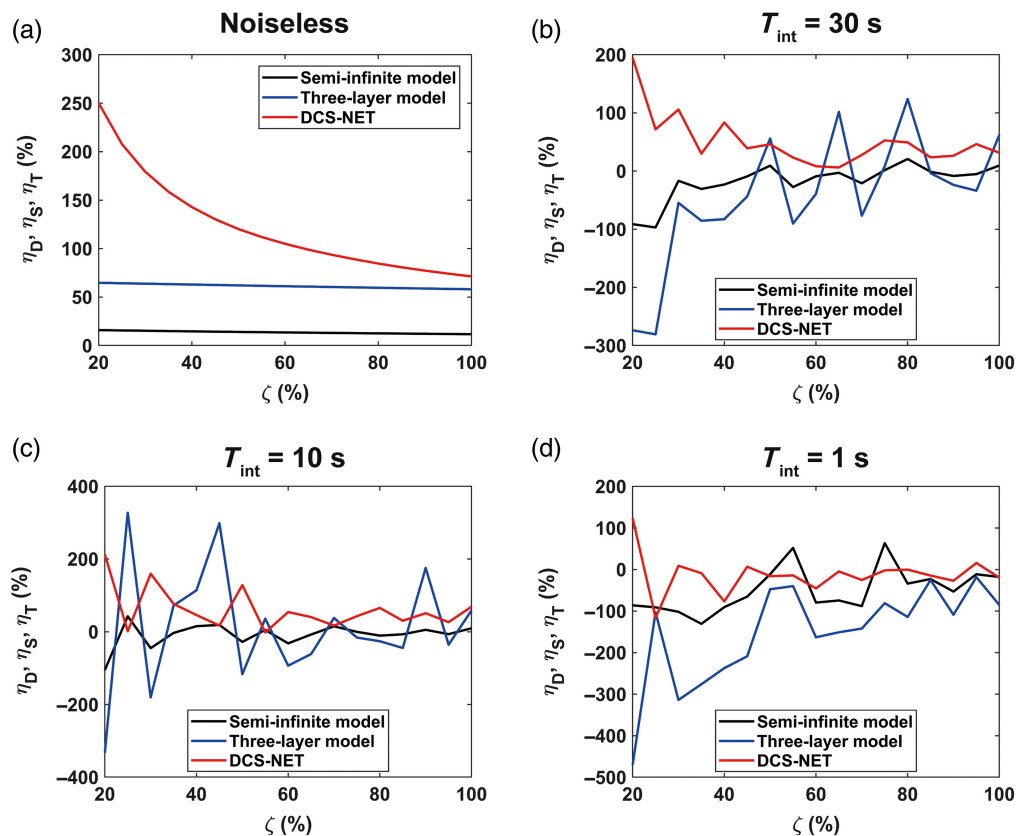 (a)
Noiseless
300
250
200
150
100
50
0
20 40 60 80 100
η_D, η_S, η_T (%)
ζ (%)
Semi-infinite model
Three-layer model
DCS-NET
(b)
T_int = 30 s
200
100
0
–100
–200
–300
20 40 60 80 100
η_D, η_S, η_T (%)
ζ (%)
Semi-infinite model
Three-layer model
DCS-NET
(c)
T_int = 10 s
400
200
0
–200
–400
20 40 60 80 100
η_D, η_S, η_T (%)
ζ (%)
Semi-infinite model
Three-layer model
DCS-NET
(d)
T_int = 1 s
200
100
0
–100
–200
–300
–400
–500
20 40 60 80 100
η_D, η_S, η_T (%)
ζ (%)
Semi-infinite model
Three-layer model
DCS-NET